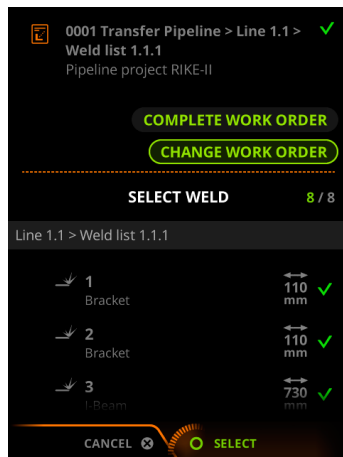 0001 Transfer Pipeline > Line 1.1 >
Weld list 1.1.1
Pipeline project RIKE-II
COMPLETE WORK ORDER
CHANGE WORK ORDER
SELECT WELD 8 / 8
Line 1.1 > Weld list 1.1.1
1 110
Bracket mm
2 110
Bracket mm
3 730
I-Beam mm
CANCEL SELECT